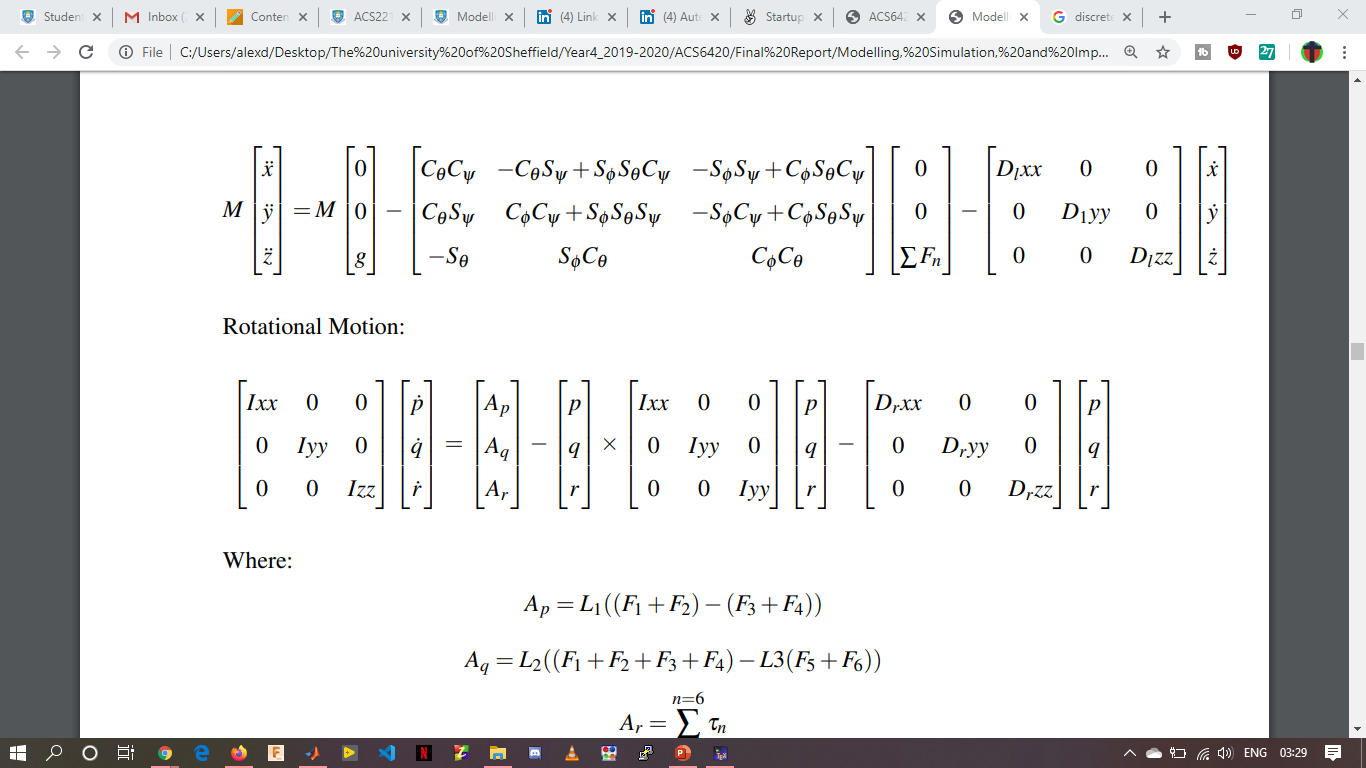 Student Inbox ( Conten ACS221 Modell (4) Link (4) Aut Startup ACS642 Modell discrete
File | C:/Users/alexd/Desktop/The%20university%20of%20Sheffield/Year4_2019-2020/ACS6420/Final%20Report/Modelling,%20Simulation,%20and%20Imp... 27
M [ẍ; ÿ; z̈] = M [0; 0; g] − [CθCψ −CθSψ+SϕSθCψ −SϕSψ+CϕSθCψ; CθSψ CϕCψ+SϕSθSψ −SϕCψ+CϕSθSψ; −Sθ SϕCθ CϕCθ] [0; 0; ∑Fn] − [Dlxx 0 0; 0 D1yy 0; 0 0 Dlzz] [ẋ; ẏ; ż]
Rotational Motion:
[Ixx 0 0; 0 Iyy 0; 0 0 Izz] [ṗ; q̇; ṙ] = [Ap; Aq; Ar] − [p; q; r] × [Ixx 0 0; 0 Iyy 0; 0 0 Iyy] [p; q; r] − [Drxx 0 0; 0 Dryy 0; 0 0 Drzz] [p; q; r]
Where:
Ap = L1((F1 + F2) − (F3 + F4))
Aq = L2((F1 + F2 + F3 + F4) − L3(F5 + F6))
n=6
Ar = ∑ τn
ENG 03:29